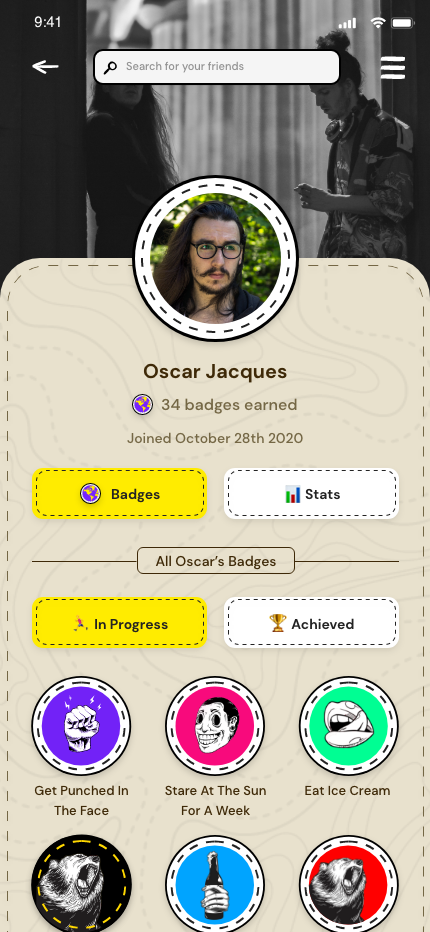 9:41
Search for your friends
Oscar Jacques
34 badges earned
Joined October 28th 2020
Badges
Stats
All Oscar’s Badges
In Progress
Achieved
Get Punched In
The Face
Stare At The Sun
For A Week
Eat Ice Cream